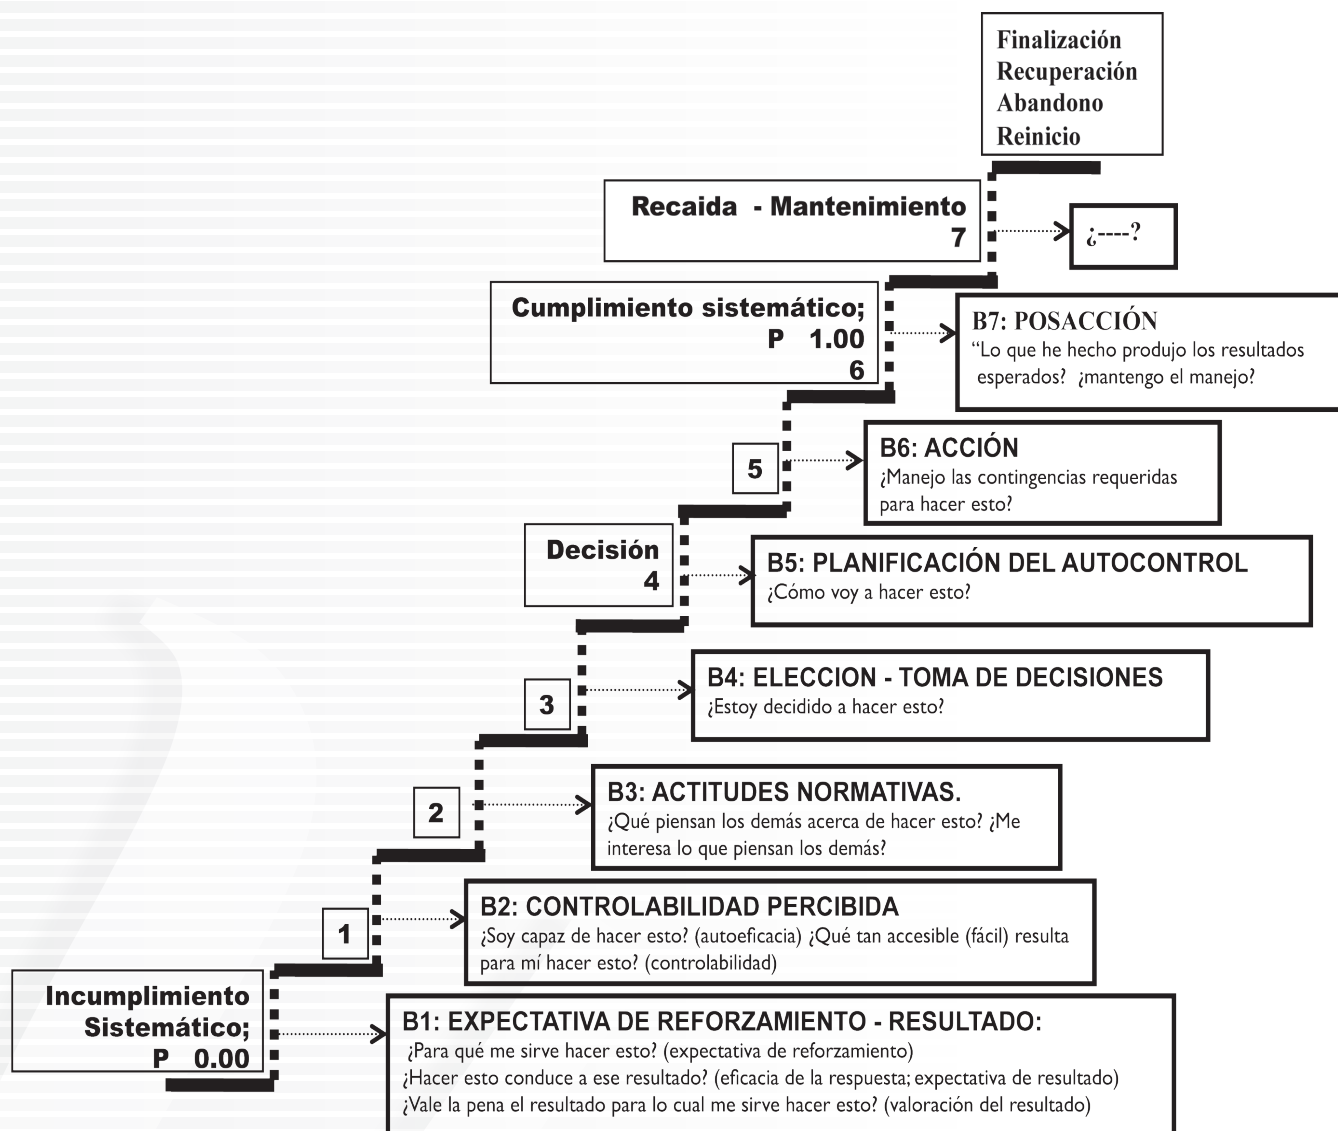 Finalización
Recuperación
Abandono
Reinicio
Recaida - Mantenimiento
7
¿----?
Cumplimiento sistemático;
P 1.00
6
B7: POSACCIÓN
“Lo que he hecho produjo los resultados
esperados? ¿mantengo el manejo?
5
B6: ACCIÓN
¿Manejo las contingencias requeridas
para hacer esto?
Decisión
4
B5: PLANIFICACIÓN DEL AUTOCONTROL
¿Cómo voy a hacer esto?
3
B4: ELECCION - TOMA DE DECISIONES
¿Estoy decidido a hacer esto?
2
B3: ACTITUDES NORMATIVAS.
¿Qué piensan los demás acerca de hacer esto? ¿Me
interesa lo que piensan los demás?
1
B2: CONTROLABILIDAD PERCIBIDA
¿Soy capaz de hacer esto? (autoeficacia) ¿Qué tan accesible (fácil) resulta
para mí hacer esto? (controlabilidad)
Incumplimiento
Sistemático;
P 0.00
B1: EXPECTATIVA DE REFORZAMIENTO - RESULTADO:
¿Para qué me sirve hacer esto? (expectativa de reforzamiento)
¿Hacer esto conduce a ese resultado? (eficacia de la respuesta; expectativa de resultado)
¿Vale la pena el resultado para lo cual me sirve hacer esto? (valoración del resultado)